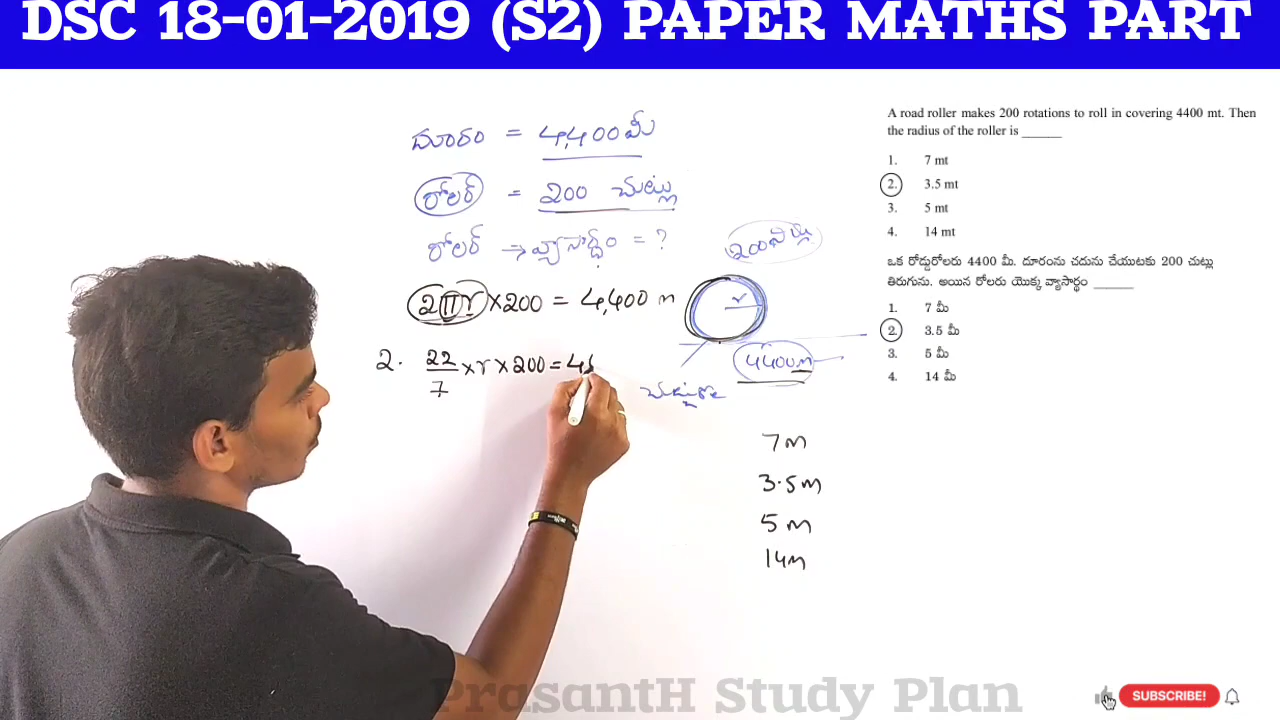 DSC 18-01-2019 (S2) PAPER MATHS PART
దూరం = 4,400 మీ
రోలర్ = 200 చుట్లు
రోలర్ → వ్యాసార్ధం = ?
2πr × 200 = 4,400 m
2. 22/7 × r × 200 = 44
r
200
4400m
7m
3.5m
5m
14m
A road roller makes 200 rotations to roll in covering 4400 mt. Then
the radius of the roller is ______
1. 7 mt
2. 3.5 mt
3. 5 mt
4. 14 mt
ఒక రోడ్డురోలరు 4400 మీ. దూరంను చదును చేయుటకు 200 చుట్లు
తిరుగును. అయిన రోలరు యొక్క వ్యాసార్థం ______
1. 7 మీ
2. 3.5 మీ
3. 5 మీ
4. 14 మీ
PrasantH Study Plan
SUBSCRIBE!